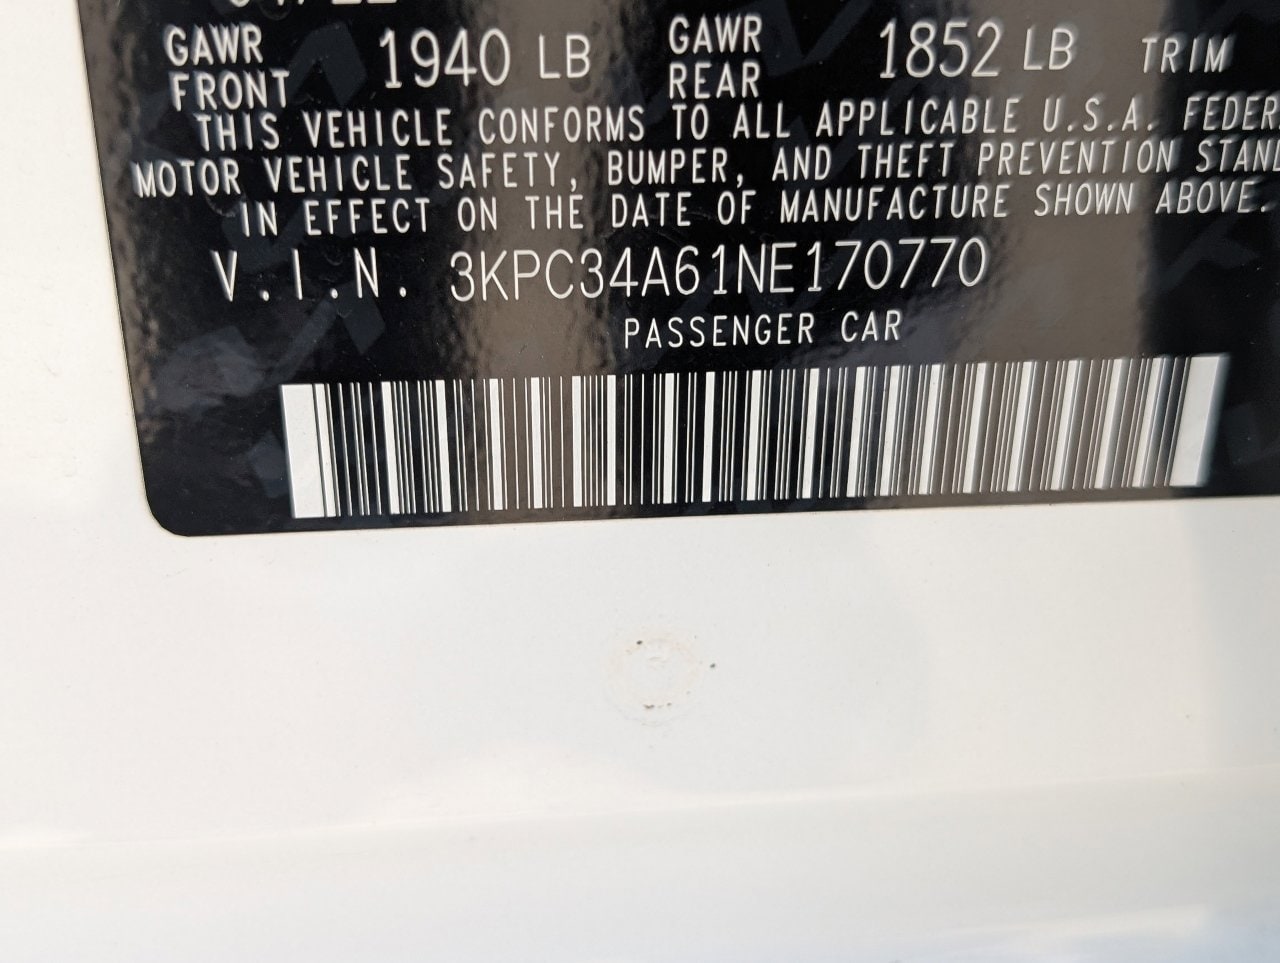 GAWR FRONT 1940 LB GAWR REAR 1852 LB TRIM
THIS VEHICLE CONFORMS TO ALL APPLICABLE U.S.A. FEDER
MOTOR VEHICLE SAFETY, BUMPER, AND THEFT PREVENTION STAND
IN EFFECT ON THE DATE OF MANUFACTURE SHOWN ABOVE.
V.I.N. 3KPC34A61NE170770
PASSENGER CAR